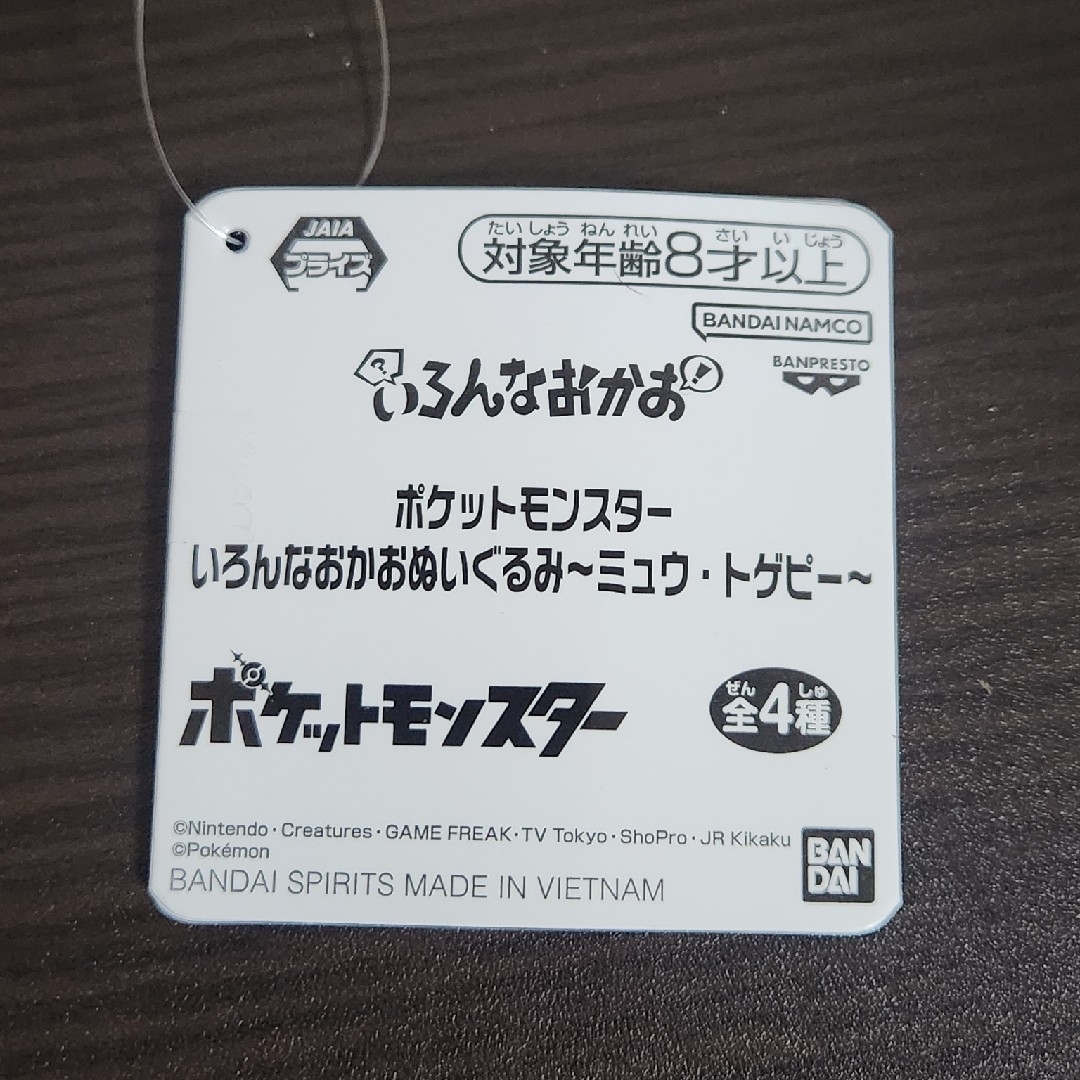 JAIA
プライズ
たいしょうねんれい さいいじょう
対象年齢8才以上
BANDAI NAMCO
BANPRESTO
?いろんなおかお!
ポケットモンスター
いろんなおかおぬいぐるみ~ミュウ・トゲピー~
ポケットモンスター
ぜん しゅ
全4種
©Nintendo・Creatures・GAME FREAK・TV Tokyo・ShoPro・JR Kikaku
©Pokémon
BANDAI SPIRITS MADE IN VIETNAM
BAN
DAI